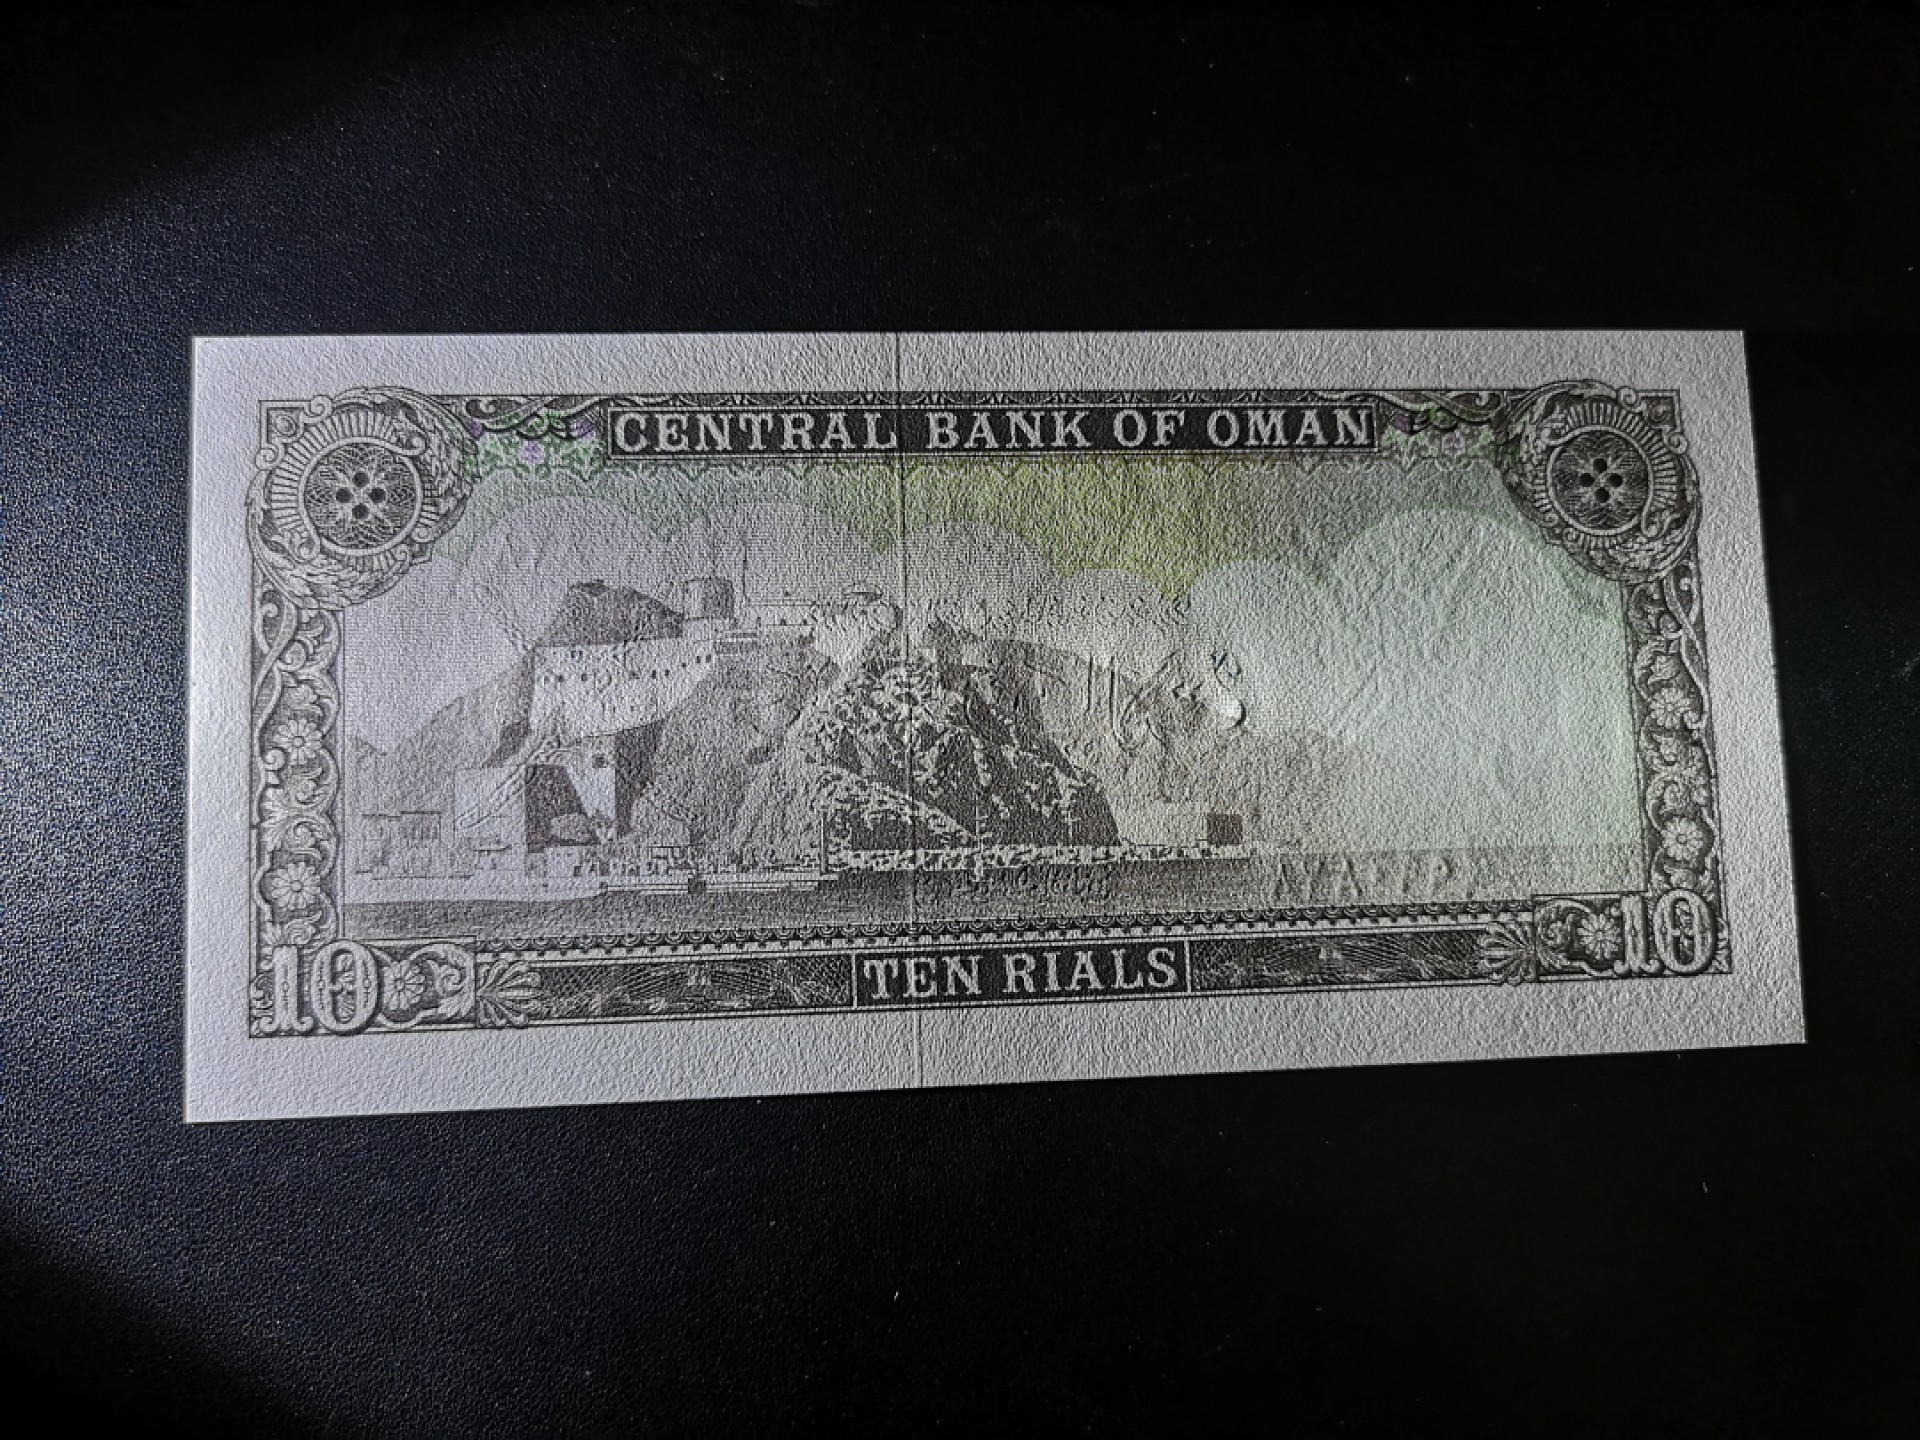 CENTRAL BANK OF OMAN
10
TEN RIALS
10